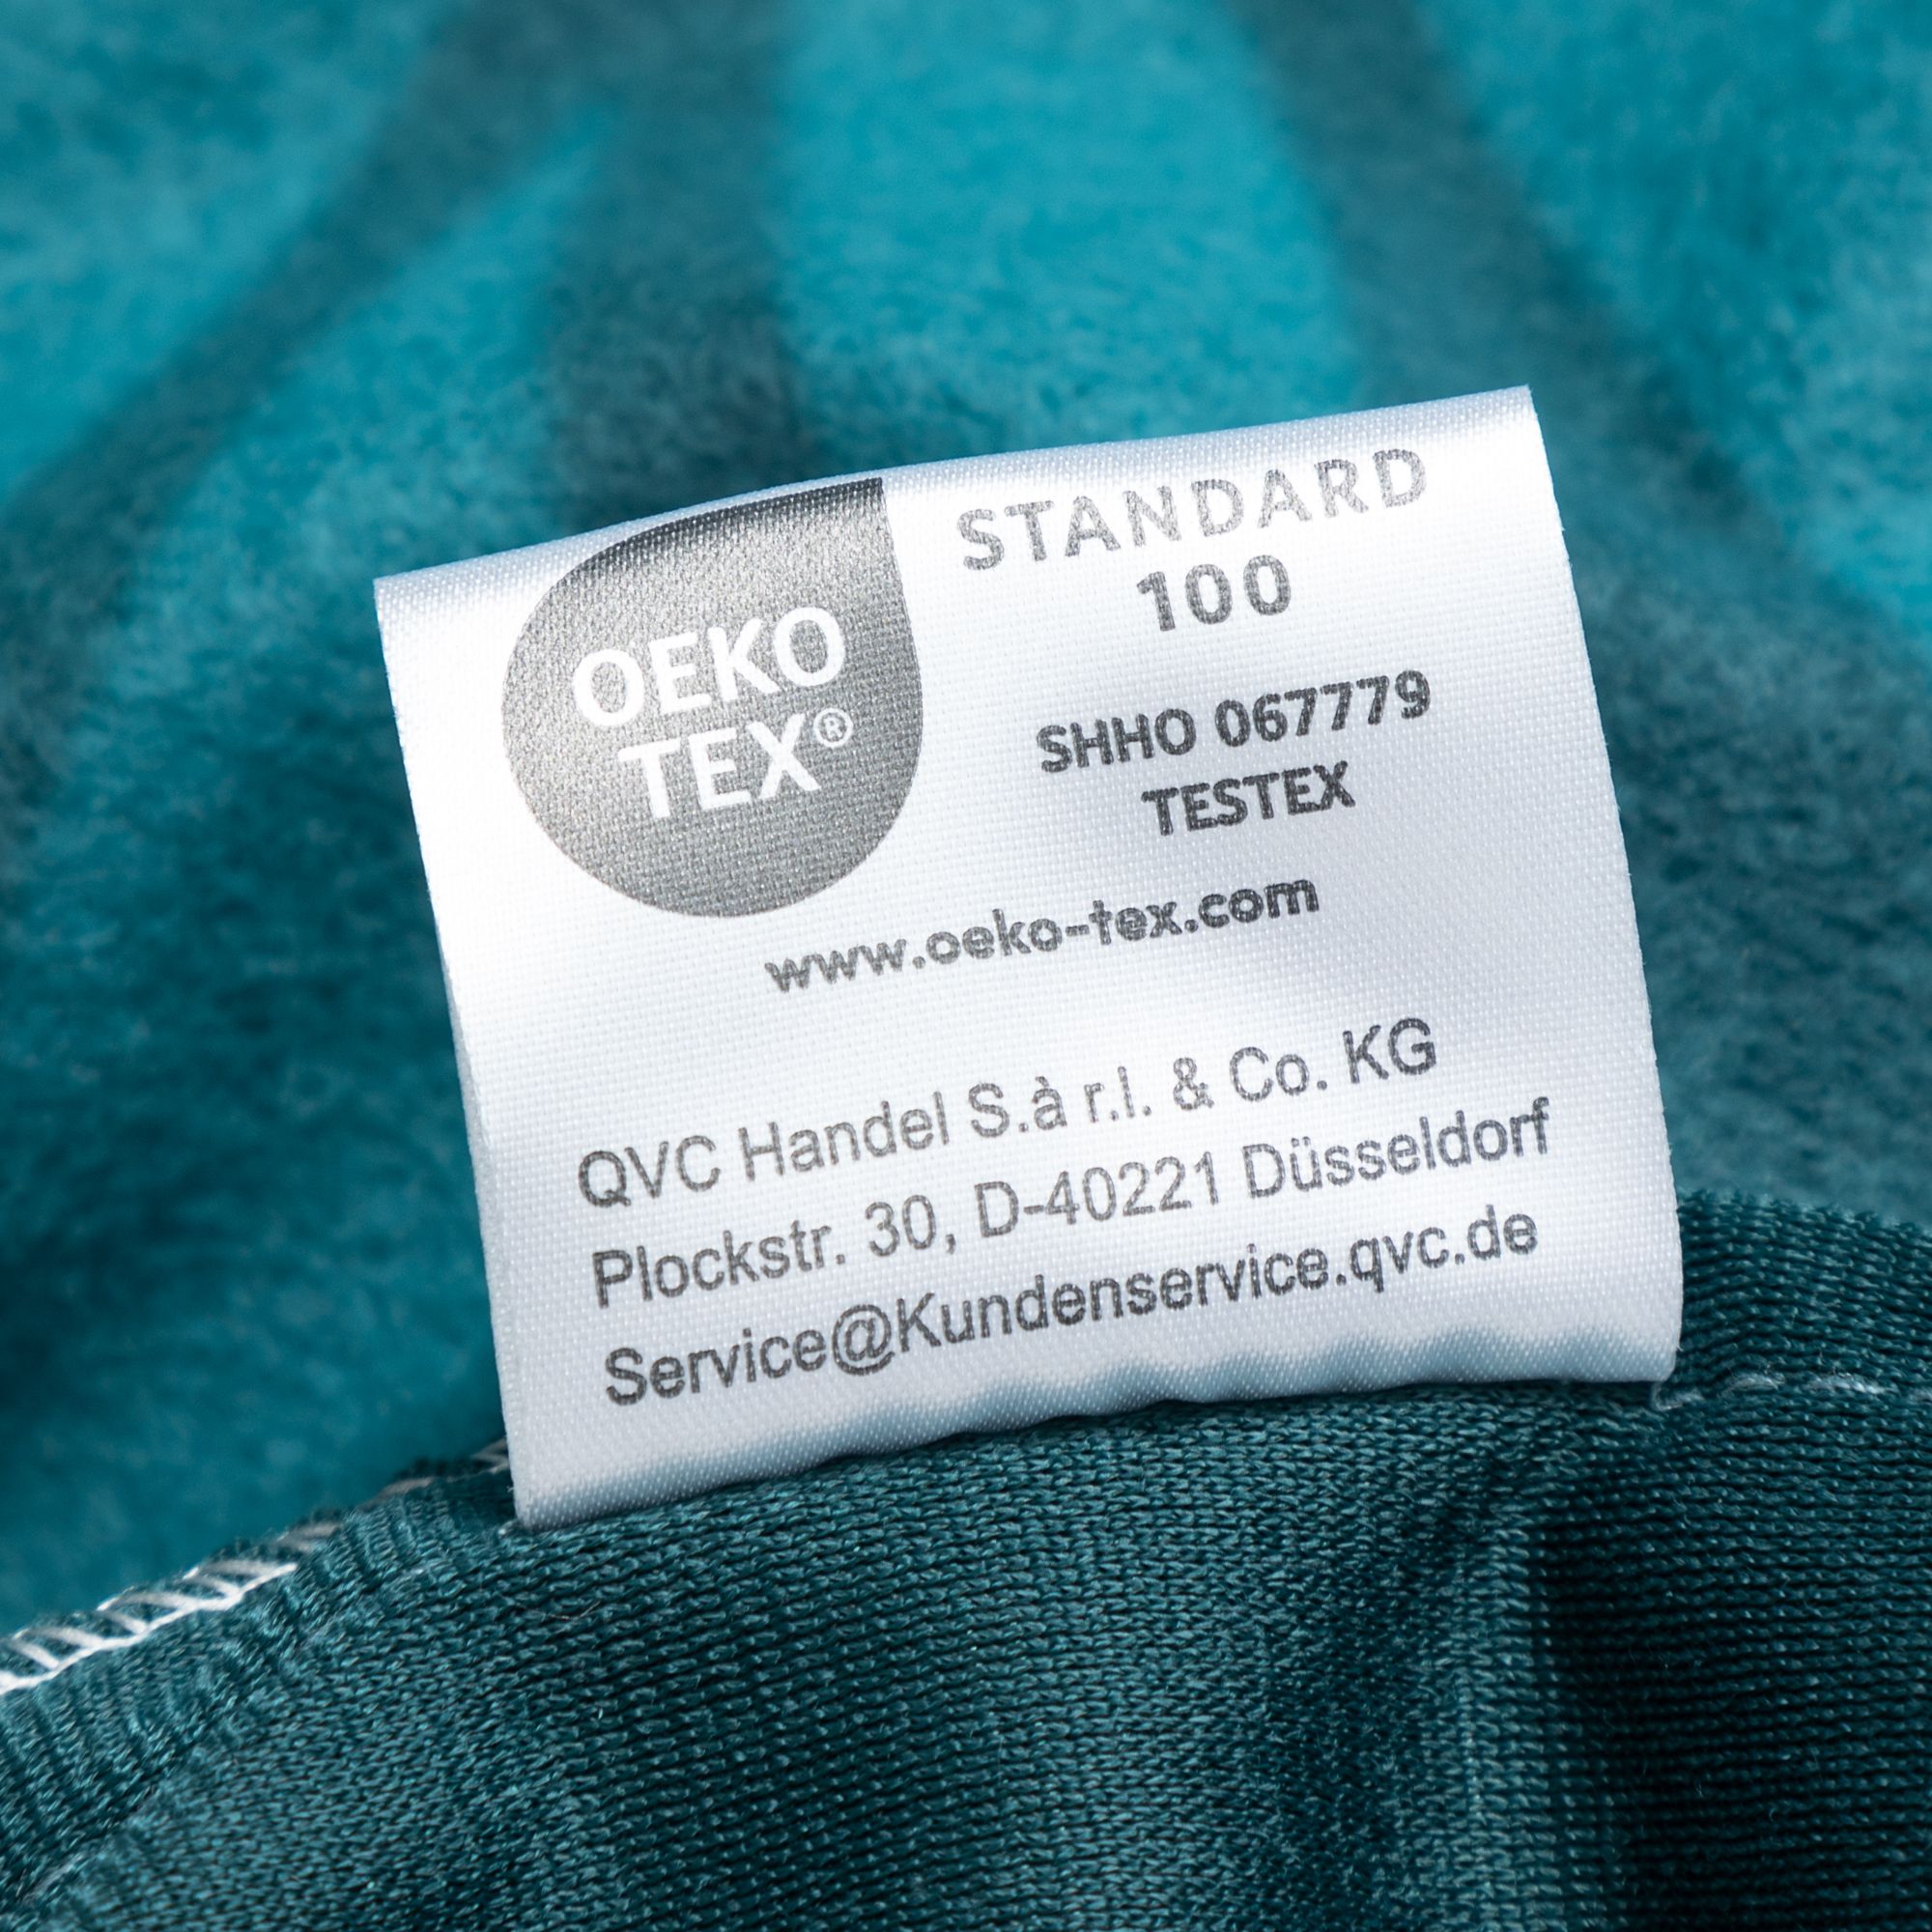 OEKO
TEX®
STANDARD
100
SHHO 067779
TESTEX
www.oeko-tex.com
QVC Handel S.à r.l. & Co. KG
Plockstr. 30, D-40221 Düsseldorf
Service@Kundenservice.qvc.de